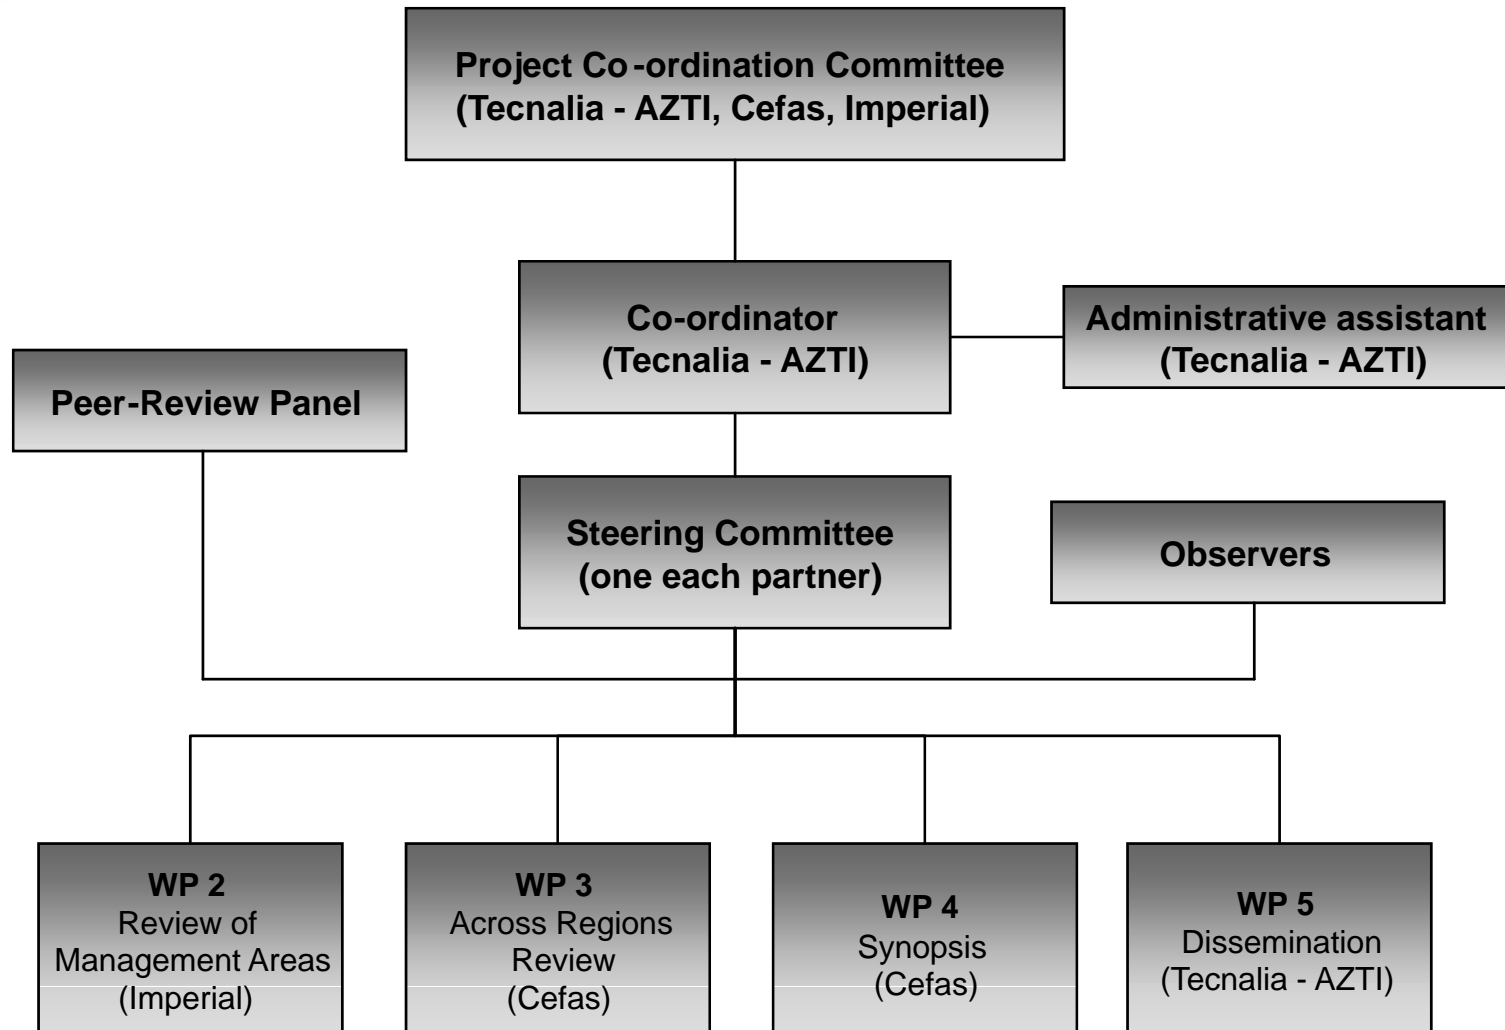 Project Co-ordination Committee
(Tecnalia - AZTI, Cefas, Imperial)
Co-ordinator
(Tecnalia - AZTI)
Administrative assistant
(Tecnalia - AZTI)
Peer-Review Panel
Steering Committee
(one each partner)
Observers
WP 2
Review of
Management Areas
(Imperial)
WP 3
Across Regions
Review
(Cefas)
WP 4
Synopsis
(Cefas)
WP 5
Dissemination
(Tecnalia - AZTI)